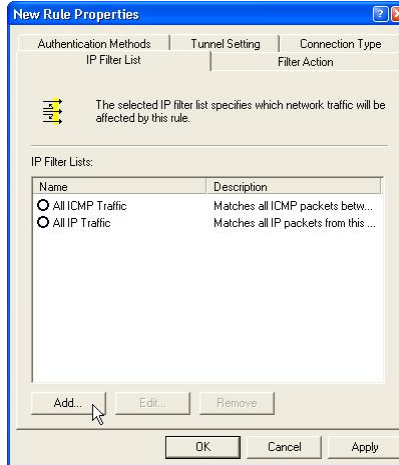 New Rule Properties
Authentication Methods Tunnel Setting Connection Type
IP Filter List Filter Action
The selected IP filter list specifies which network traffic will be
affected by this rule.
IP Filter Lists:
Name Description
All ICMP Traffic Matches all ICMP packets betw...
All IP Traffic Matches all IP packets from this ...
Add... Edit... Remove
OK Cancel Apply